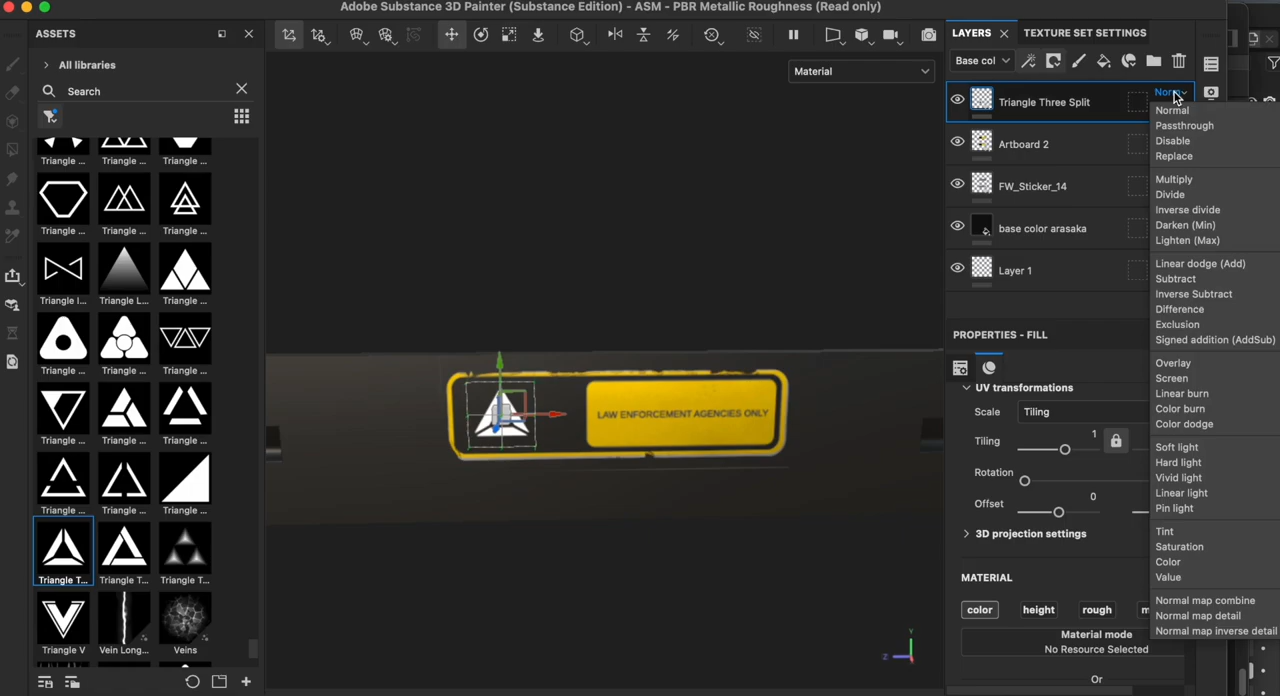 Adobe Substance 3D Painter (Substance Edition) - ASM - PBR Metallic Roughness (Read only)
ASSETS
All libraries
Search
Triangle ...
Triangle ...
Triangle ...
Triangle ...
Triangle ...
Triangle ...
Triangle I...
Triangle L...
Triangle ...
Triangle ...
Triangle ...
Triangle ...
Triangle ...
Triangle ...
Triangle ...
Triangle ...
Triangle ...
Triangle ...
Triangle T...
Triangle T...
Triangle T...
Triangle V
Vein Long...
Veins
Material
LAW ENFORCEMENT AGENCIES ONLY
Y
Z
LAYERS
TEXTURE SET SETTINGS
Base col
Triangle Three Split
Artboard 2
FW_Sticker_14
base color arasaka
Layer 1
PROPERTIES - FILL
UV transformations
Scale
Tiling
Tiling
1
Rotation
Offset
0
3D projection settings
MATERIAL
color
height
rough
Material mode
No Resource Selected
Or
Normal
Passthrough
Disable
Replace
Multiply
Divide
Inverse divide
Darken (Min)
Lighten (Max)
Linear dodge (Add)
Subtract
Inverse Subtract
Difference
Exclusion
Signed addition (AddSub)
Overlay
Screen
Linear burn
Color burn
Color dodge
Soft light
Hard light
Vivid light
Linear light
Pin light
Tint
Saturation
Color
Value
Normal map combine
Normal map detail
Normal map inverse detail